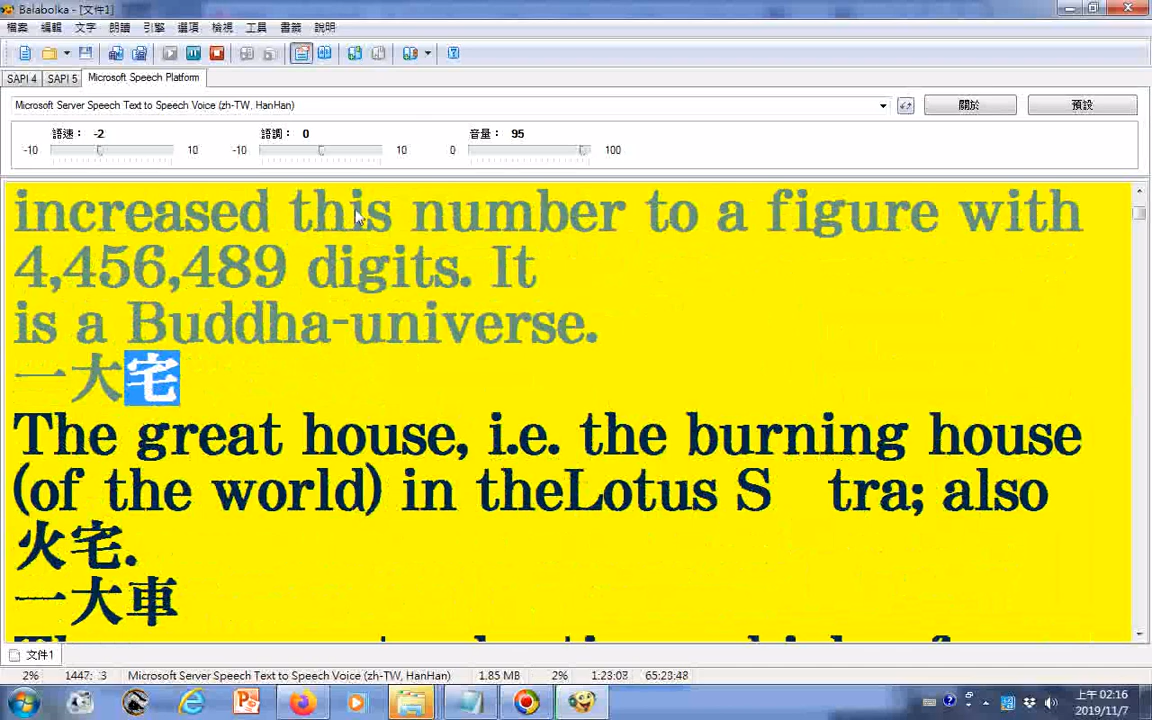 Balabolka - [文件1]
檔案 編輯 文字 朗讀 引擎 選項 檢視 工具 書籤 說明
SAPI 4 SAPI 5 Microsoft Speech Platform
Microsoft Server Speech Text to Speech Voice (zh-TW, HanHan) 關於 預設
語速： -2 語調： 0 音量： 95
-10 10 -10 10 0 100
increased this number to a figure with
4,456,489 digits. It
is a Buddha-universe.
一大宅
The great house, i.e. the burning house
(of the world) in theLotus S tra; also
火宅.
一大車
文件1
2% 1447: 3 Microsoft Server Speech Text to Speech Voice (zh-TW, HanHan) 1.85 MB 2% 1:23:03 65:23:48
上午 02:16
2019/11/7